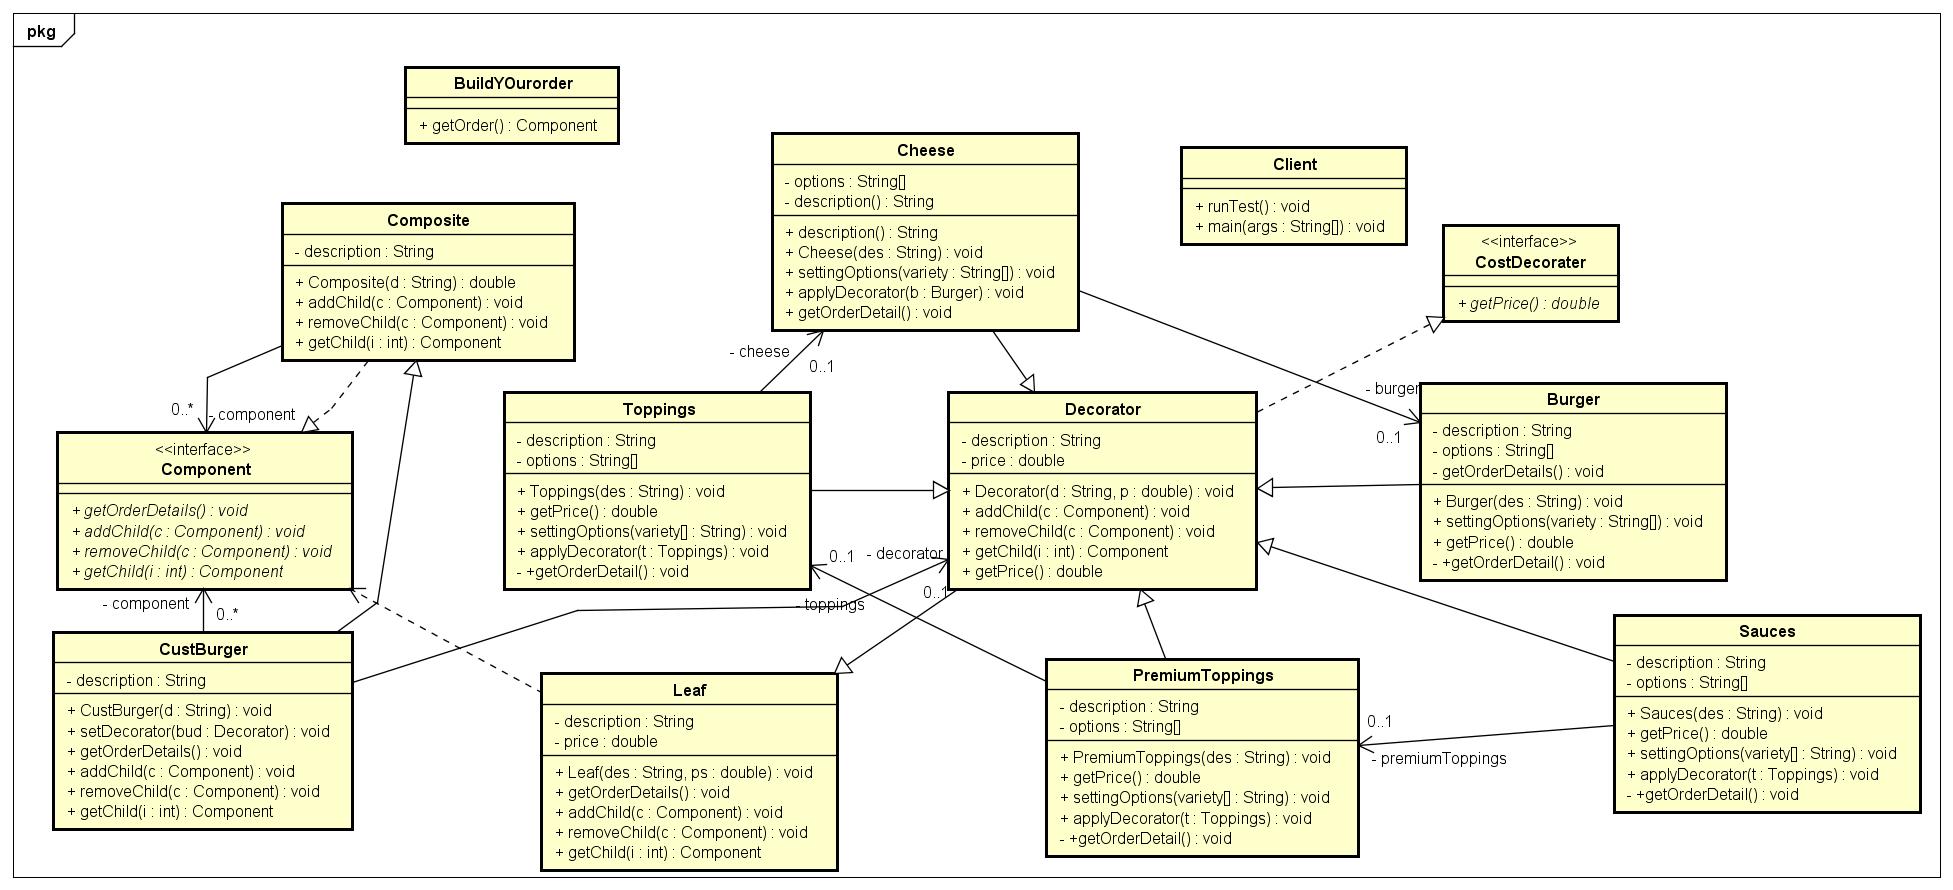 pkg
BuildYOurorder
+ getOrder() : Component
Cheese
- options : String[]
- description() : String
+ description() : String
+ Cheese(des : String) : void
+ settingOptions(variety : String[]) : void
+ applyDecorator(b : Burger) : void
+ getOrderDetail() : void
Client
+ runTest() : void
+ main(args : String[]) : void
Composite
- description : String
+ Composite(d : String) : double
+ addChild(c : Component) : void
+ removeChild(c : Component) : void
+ getChild(i : int) : Component
<<interface>>
CostDecorater
+ getPrice() : double
- cheese
0..1
0..*
- component
- burger
0..1
<<interface>>
Component
+ getOrderDetails() : void
+ addChild(c : Component) : void
+ removeChild(c : Component) : void
+ getChild(i : int) : Component
Toppings
- description : String
- options : String[]
+ Toppings(des : String) : void
+ getPrice() : double
+ settingOptions(variety[] : String) : void
+ applyDecorator(t : Toppings) : void
- +getOrderDetail() : void
Decorator
- description : String
- price : double
+ Decorator(d : String, p : double) : void
+ addChild(c : Component) : void
+ removeChild(c : Component) : void
+ getChild(i : int) : Component
+ getPrice() : double
Burger
- description : String
- options : String[]
- getOrderDetails() : void
+ Burger(des : String) : void
+ settingOptions(variety : String[]) : void
+ getPrice() : double
- +getOrderDetail() : void
0..1
- decorator
0..1
- toppings
- component
0..*
CustBurger
- description : String
+ CustBurger(d : String) : void
+ setDecorator(bud : Decorator) : void
+ getOrderDetails() : void
+ addChild(c : Component) : void
+ removeChild(c : Component) : void
+ getChild(i : int) : Component
Leaf
- description : String
- price : double
+ Leaf(des : String, ps : double) : void
+ getOrderDetails() : void
+ addChild(c : Component) : void
+ removeChild(c : Component) : void
+ getChild(i : int) : Component
PremiumToppings
- description : String
- options : String[]
+ PremiumToppings(des : String) : void
+ getPrice() : double
+ settingOptions(variety[] : String) : void
+ applyDecorator(t : Toppings) : void
- +getOrderDetail() : void
0..1
- premiumToppings
Sauces
- description : String
- options : String[]
+ Sauces(des : String) : void
+ getPrice() : double
+ settingOptions(variety[] : String) : void
+ applyDecorator(t : Toppings) : void
- +getOrderDetail() : void